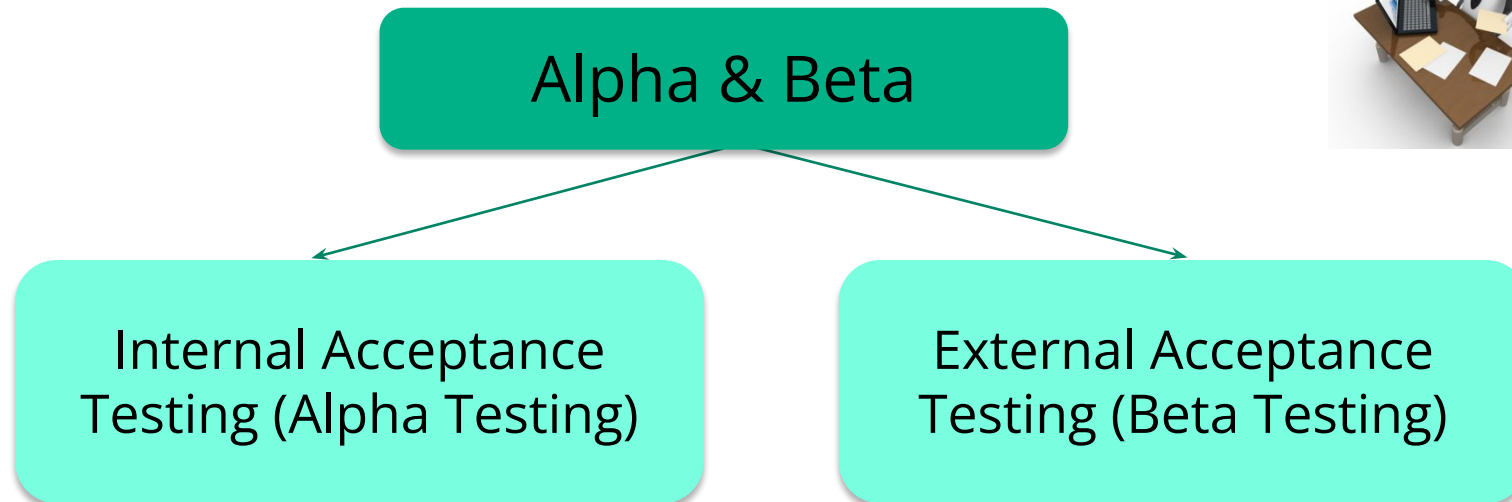 Alpha & Beta
Internal Acceptance
Testing (Alpha Testing)
External Acceptance
Testing (Beta Testing)